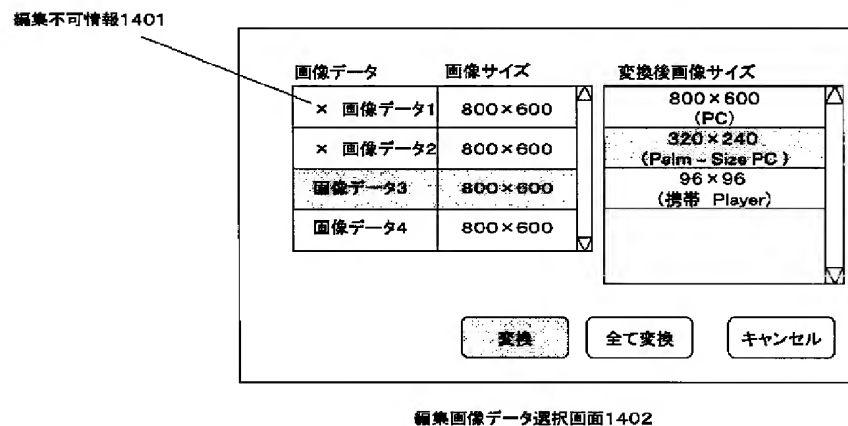 編集不可情報1401
画像データ 画像サイズ 変換後画像サイズ
× 画像データ1 800×600
× 画像データ2 800×600
画像データ3 800×600
画像データ4 800×600
800×600
(PC)
320×240
(Palm－Size PC)
96×96
(携帯 Player)
変換 全て変換 キャンセル
編集画像データ選択画面1402